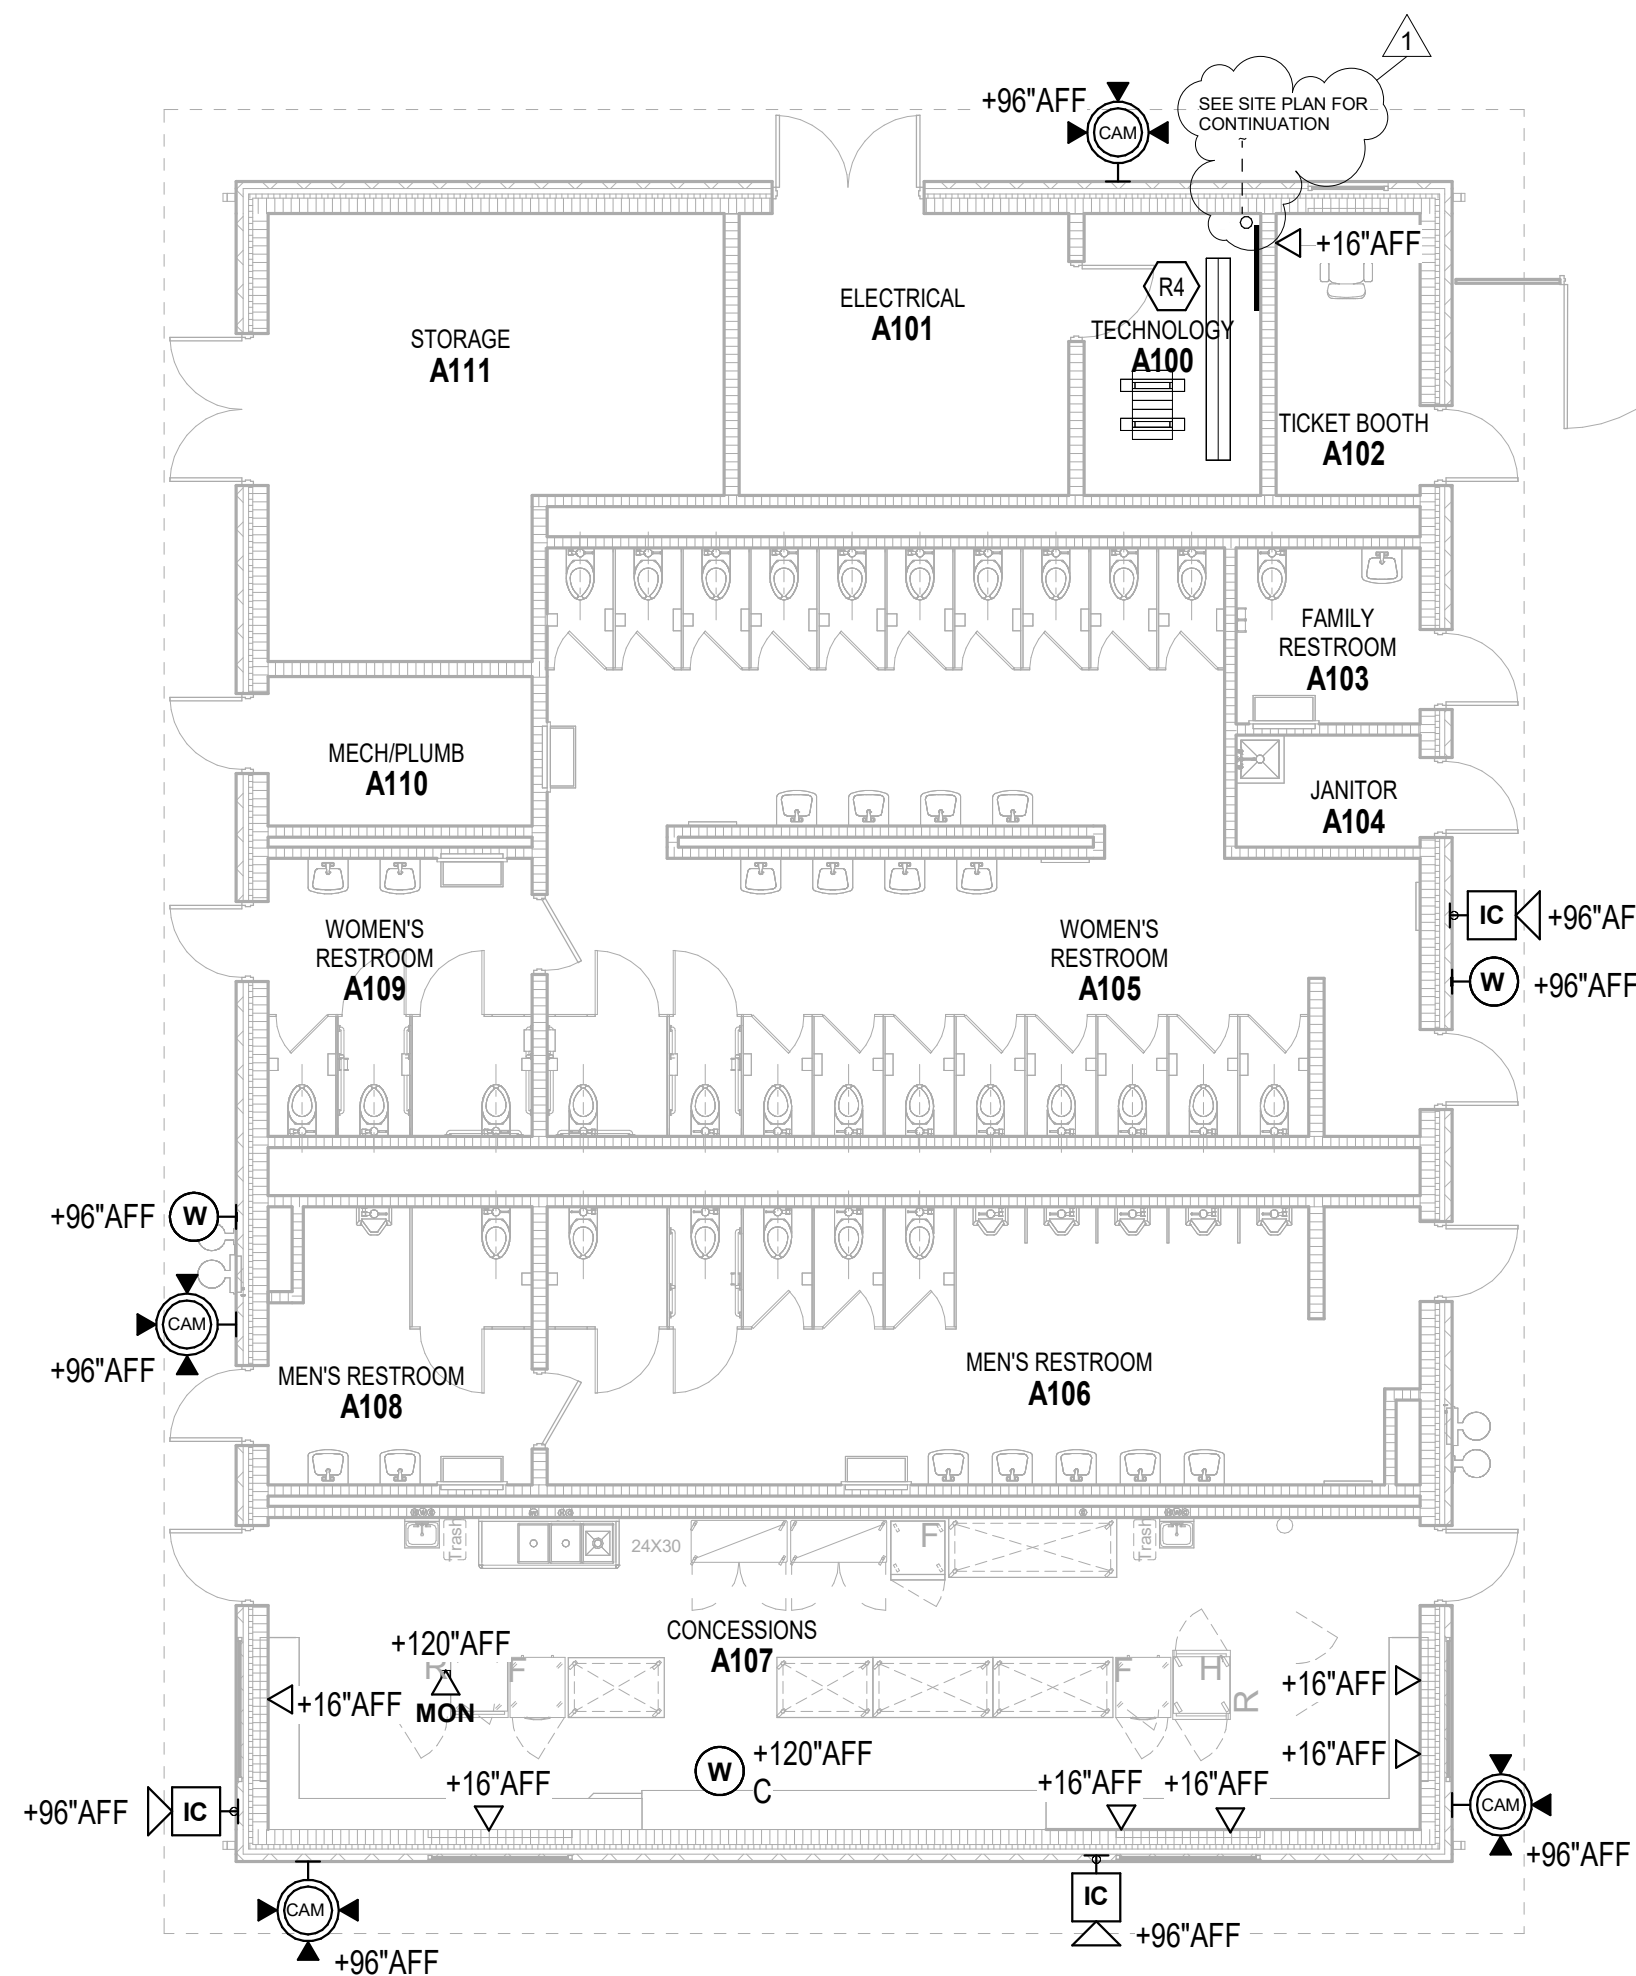 1
+96"AFF
CAM
SEE SITE PLAN FOR
CONTINUATION
+16"AFF
R4
ELECTRICAL
A101
STORAGE
A111
TECHNOLOGY
A100
TICKET BOOTH
A102
FAMILY
RESTROOM
A103
MECH/PLUMB
A110
JANITOR
A104
WOMEN'S
RESTROOM
A109
WOMEN'S
RESTROOM
A105
IC
+96"AF
W
+96"AFF
+96"AFF
W
CAM
+96"AFF
MEN'S RESTROOM
A108
MEN'S RESTROOM
A106
Trash
24X30
F
Trash
CONCESSIONS
A107
+120"AFF
R
F
F
H
R
MON
+16"AFF
+16"AFF
+16"AFF
W
+120"AFF
C
+16"AFF
+16"AFF
+16"AFF
+96"AFF
IC
CAM
+96"AFF
CAM
+96"AFF
IC
+96"AFF